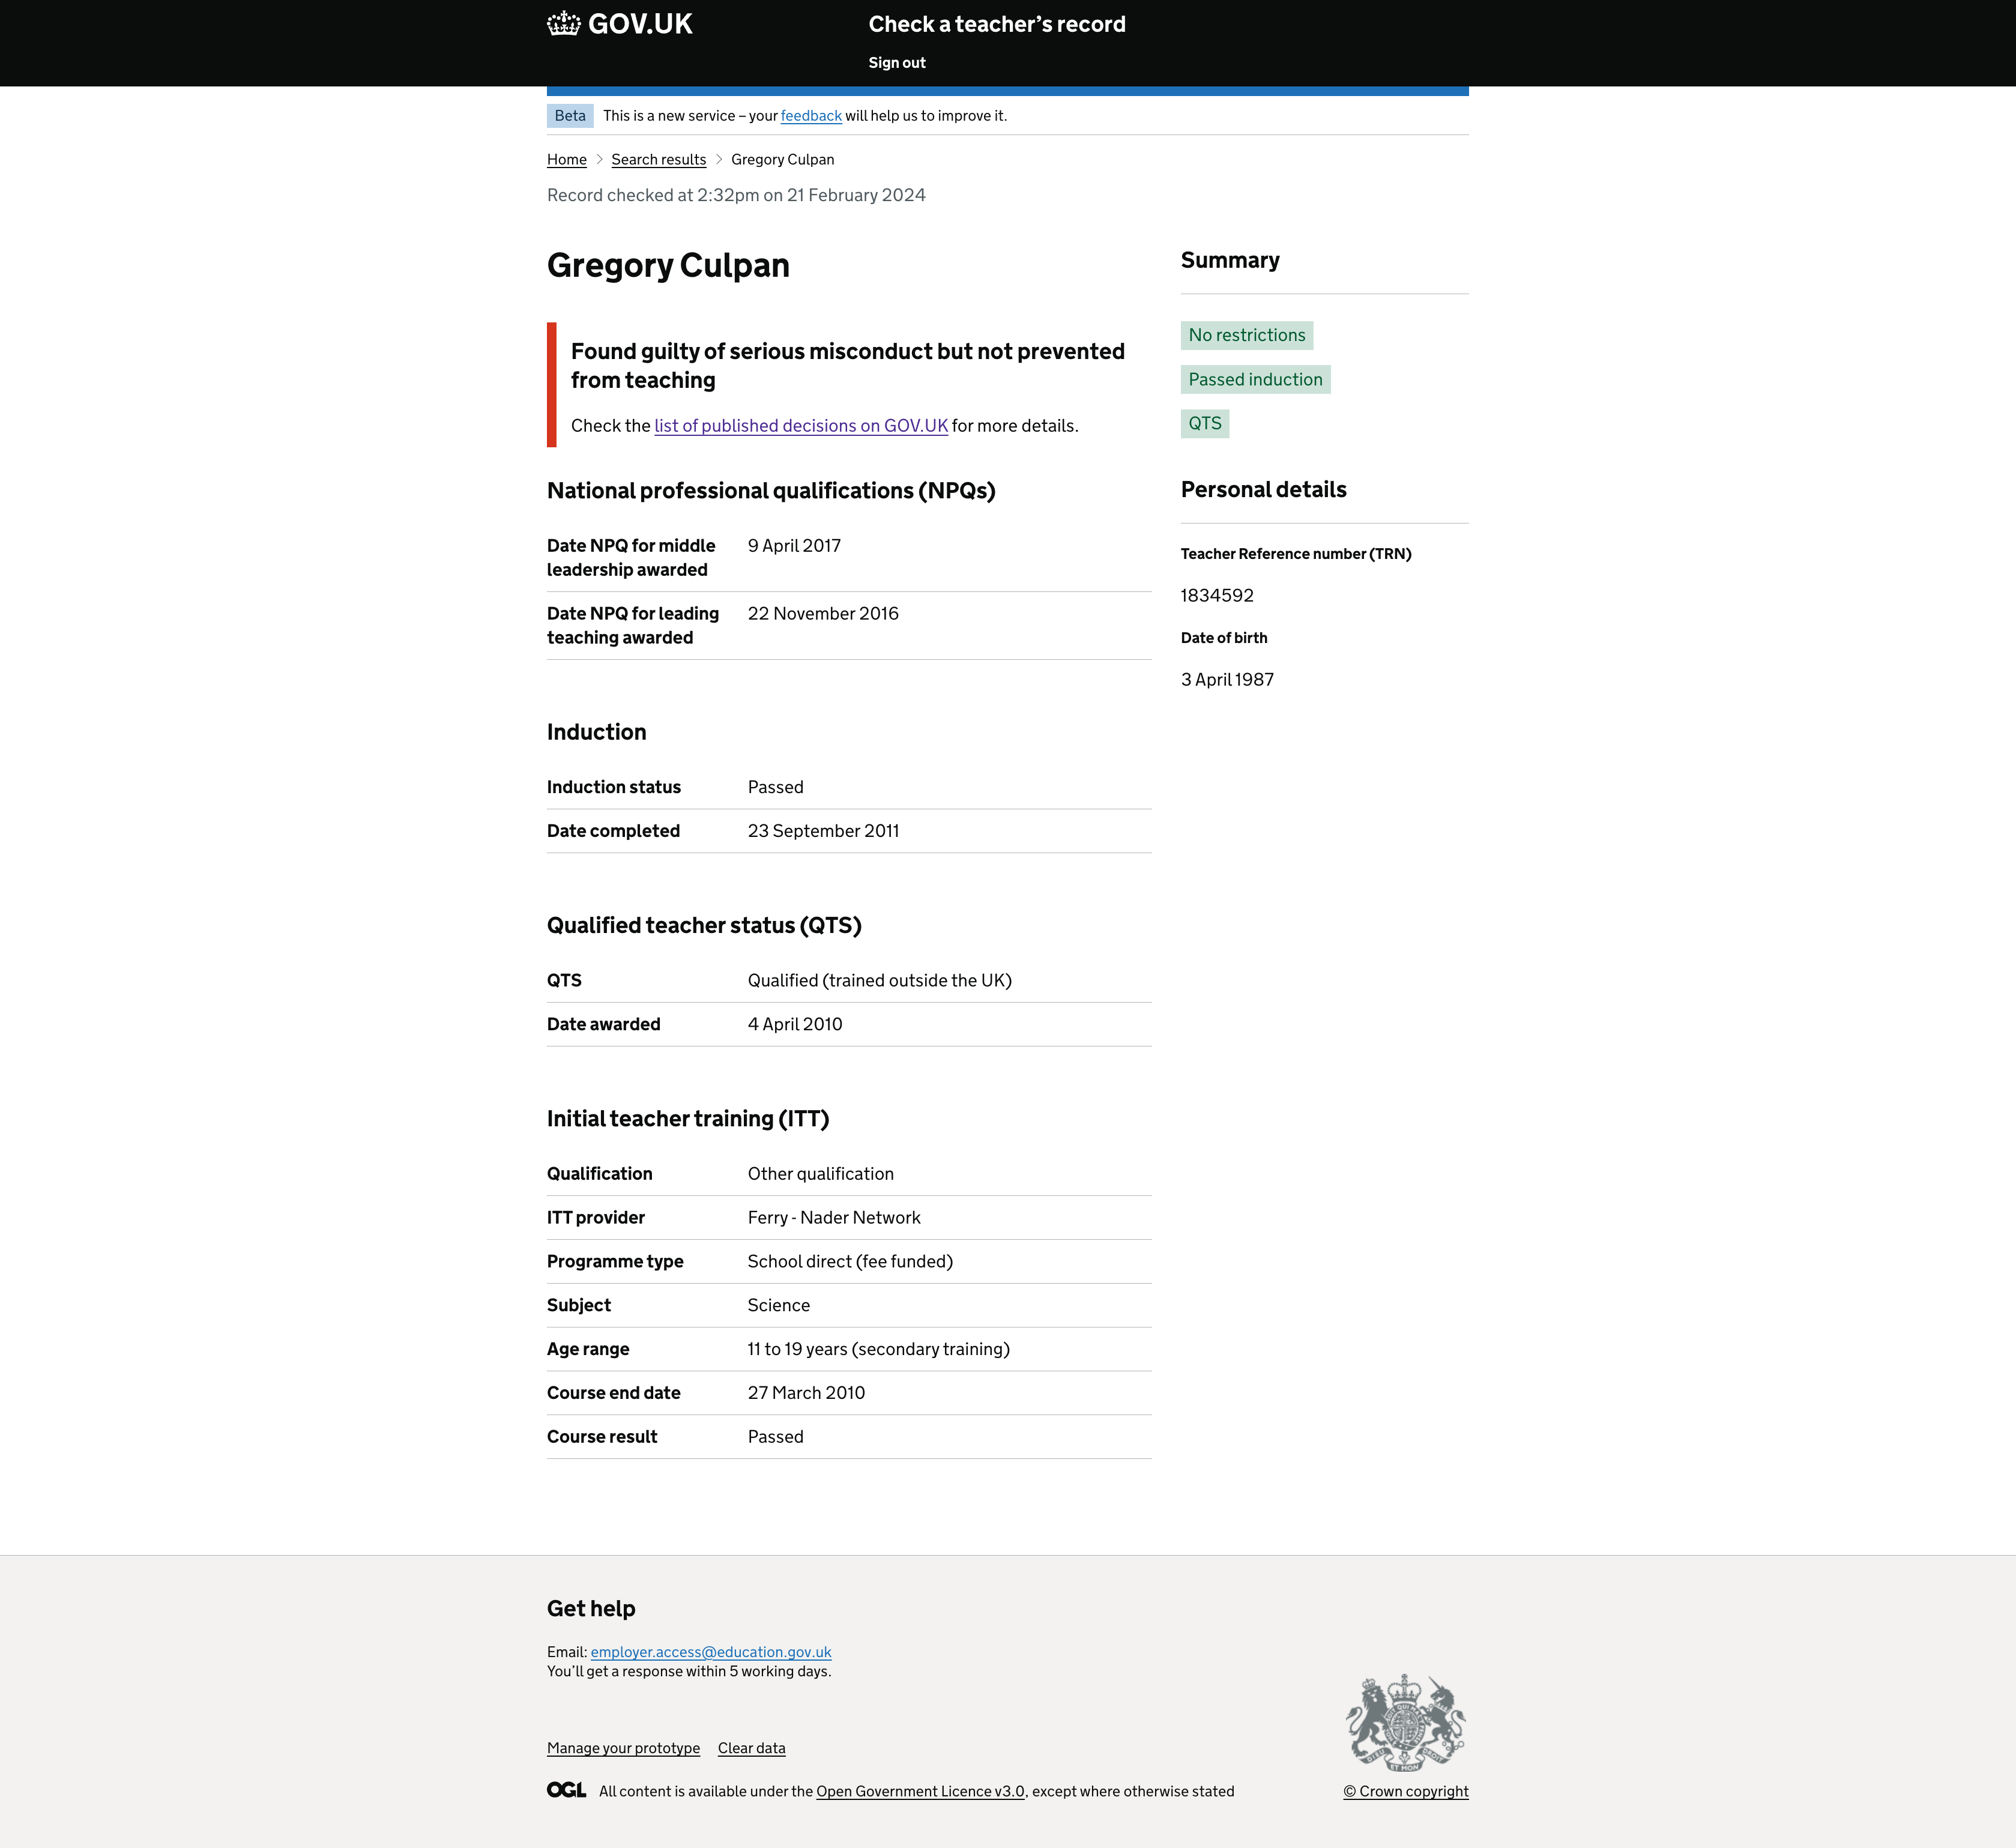 GOV.UK
Check a teacher’s record
Sign out
Beta This is a new service – your feedback will help us to improve it.
Home Search results Gregory Culpan
Record checked at 2:32pm on 21 February 2024
Gregory Culpan
Found guilty of serious misconduct but not prevented
from teaching
Check the list of published decisions on GOV.UK for more details.
National professional qualifications (NPQs)
Date NPQ for middle
leadership awarded
9 April 2017
Date NPQ for leading
teaching awarded
22 November 2016
Induction
Induction status Passed
Date completed 23 September 2011
Qualified teacher status (QTS)
QTS Qualified (trained outside the UK)
Date awarded 4 April 2010
Initial teacher training (ITT)
Qualification Other qualification
ITT provider Ferry - Nader Network
Programme type School direct (fee funded)
Subject Science
Age range 11 to 19 years (secondary training)
Course end date 27 March 2010
Course result Passed
Summary
No restrictions
Passed induction
QTS
Personal details
Teacher Reference number (TRN)
1834592
Date of birth
3 April 1987
Get help
Email: employer.access@education.gov.uk
You’ll get a response within 5 working days.
Manage your prototype Clear data
OGL All content is available under the Open Government Licence v3.0, except where otherwise stated
DIEU ET MON DROIT
© Crown copyright